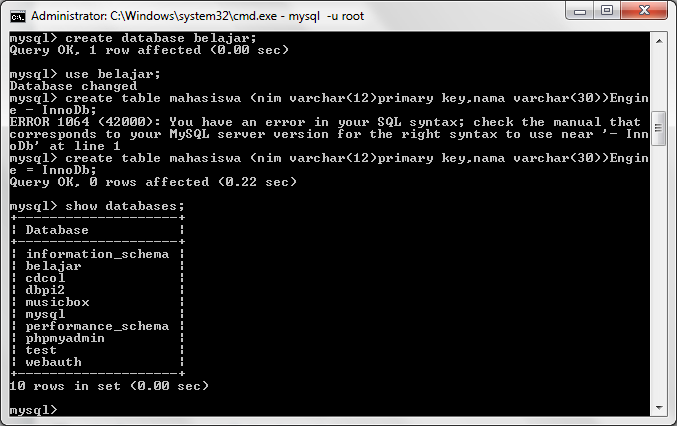 Administrator: C:\Windows\system32\cmd.exe - mysql  -u root
mysql> create database belajar;
Query OK, 1 row affected (0.00 sec)
mysql> use belajar;
Database changed
mysql> create table mahasiswa (nim varchar(12)primary key,nama varchar(30))Engin
e - InnoDb;
ERROR 1064 (42000): You have an error in your SQL syntax; check the manual that
corresponds to your MySQL server version for the right syntax to use near '- Inn
oDb' at line 1
mysql> create table mahasiswa (nim varchar(12)primary key,nama varchar(30))Engin
e = InnoDb;
Query OK, 0 rows affected (0.22 sec)
mysql> show databases;
+--------------------+
| Database           |
+--------------------+
| information_schema |
| belajar            |
| cdcol              |
| dbpi2              |
| musicbox           |
| mysql              |
| performance_schema |
| phpmyadmin         |
| test               |
| webauth            |
+--------------------+
10 rows in set (0.00 sec)
mysql>